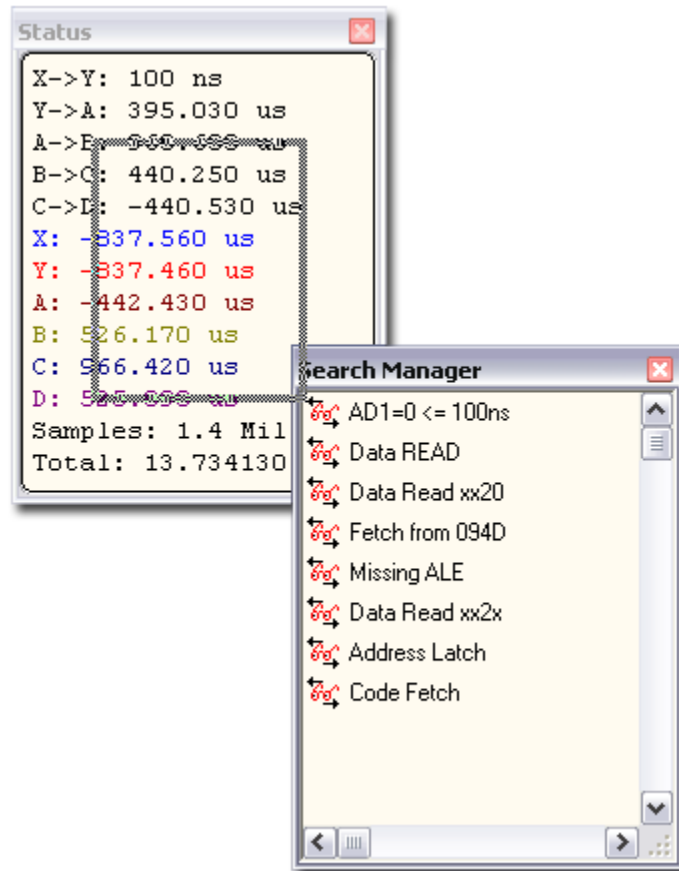 Status
X->Y: 100 ns
Y->A: 395.030 us
A->B:
B->C: 440.250 us
C->D: -440.530 us
X: -837.560 us
Y: -837.460 us
A: -442.430 us
B: 526.170 us
C: 966.420 us
D:
Samples: 1.4 Mil
Total: 13.734130
Search Manager
AD1=0 <= 100ns
Data READ
Data Read xx20
Fetch from 094D
Missing ALE
Data Read xx2x
Address Latch
Code Fetch